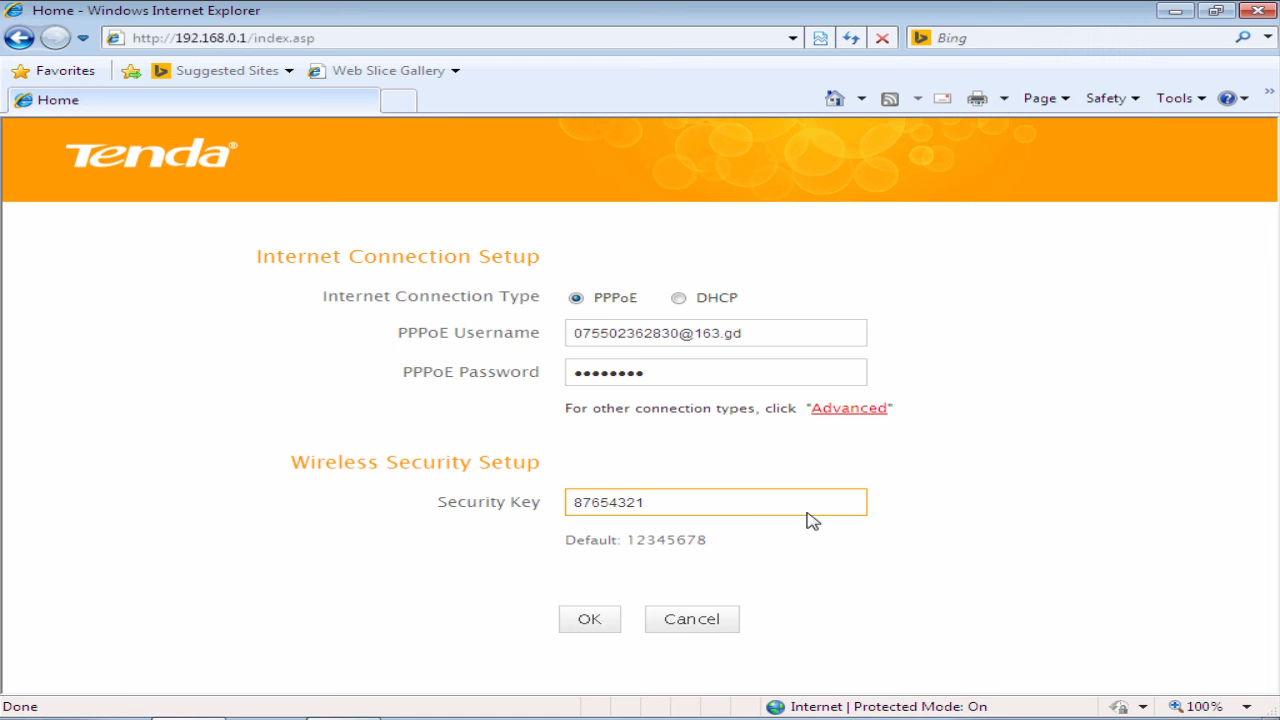 Home - Windows Internet Explorer
http://192.168.0.1/index.asp
Bing
Favorites Suggested Sites Web Slice Gallery
Home
Page Safety Tools
Tenda®
Internet Connection Setup
Internet Connection Type PPPoE DHCP
PPPoE Username 075502362830@163.gd
PPPoE Password ••••••••
For other connection types, click "Advanced"
Wireless Security Setup
Security Key 87654321
Default: 12345678
OK Cancel
Done Internet | Protected Mode: On 100%